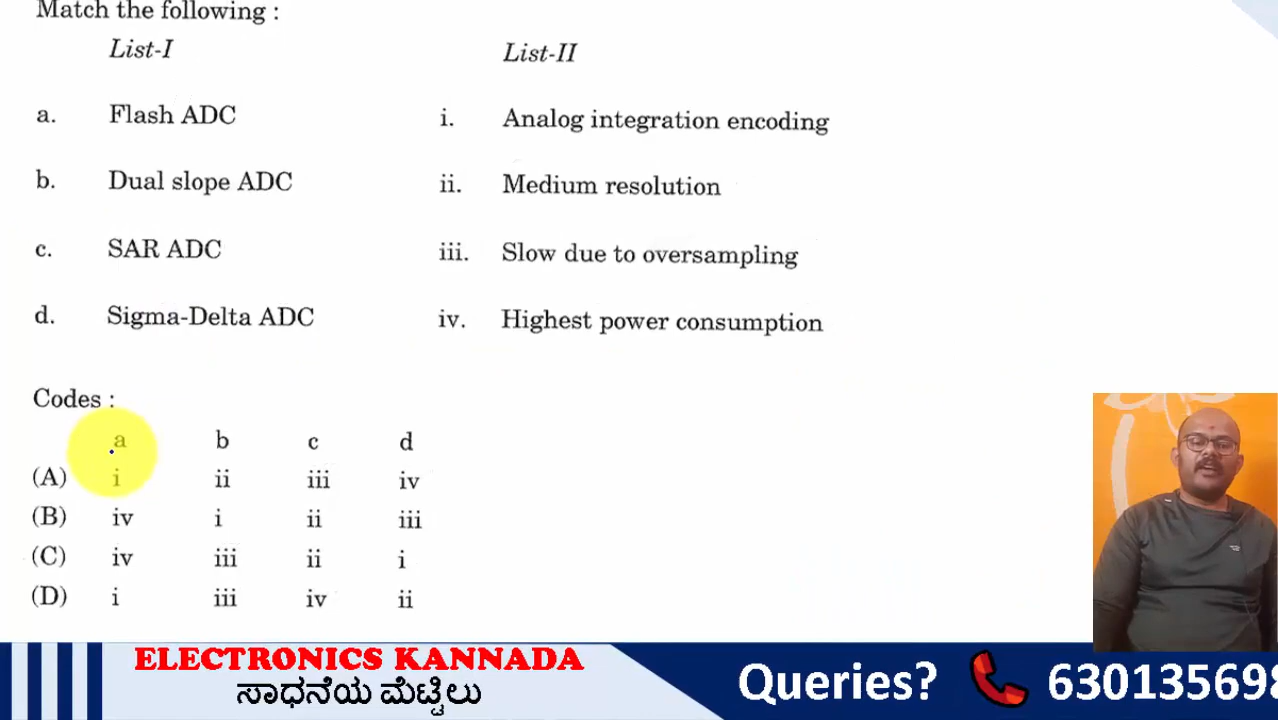 Match the following :
List-I List-II
a. Flash ADC i. Analog integration encoding
b. Dual slope ADC ii. Medium resolution
c. SAR ADC iii. Slow due to oversampling
d. Sigma-Delta ADC iv. Highest power consumption
Codes :
a b c d
(A) i ii iii iv
(B) iv i ii iii
(C) iv iii ii i
(D) i iii iv ii
ELECTRONICS KANNADA
ಸಾಧನೆಯ ಮೆಟ್ಟಿಲು
Queries? 630135698